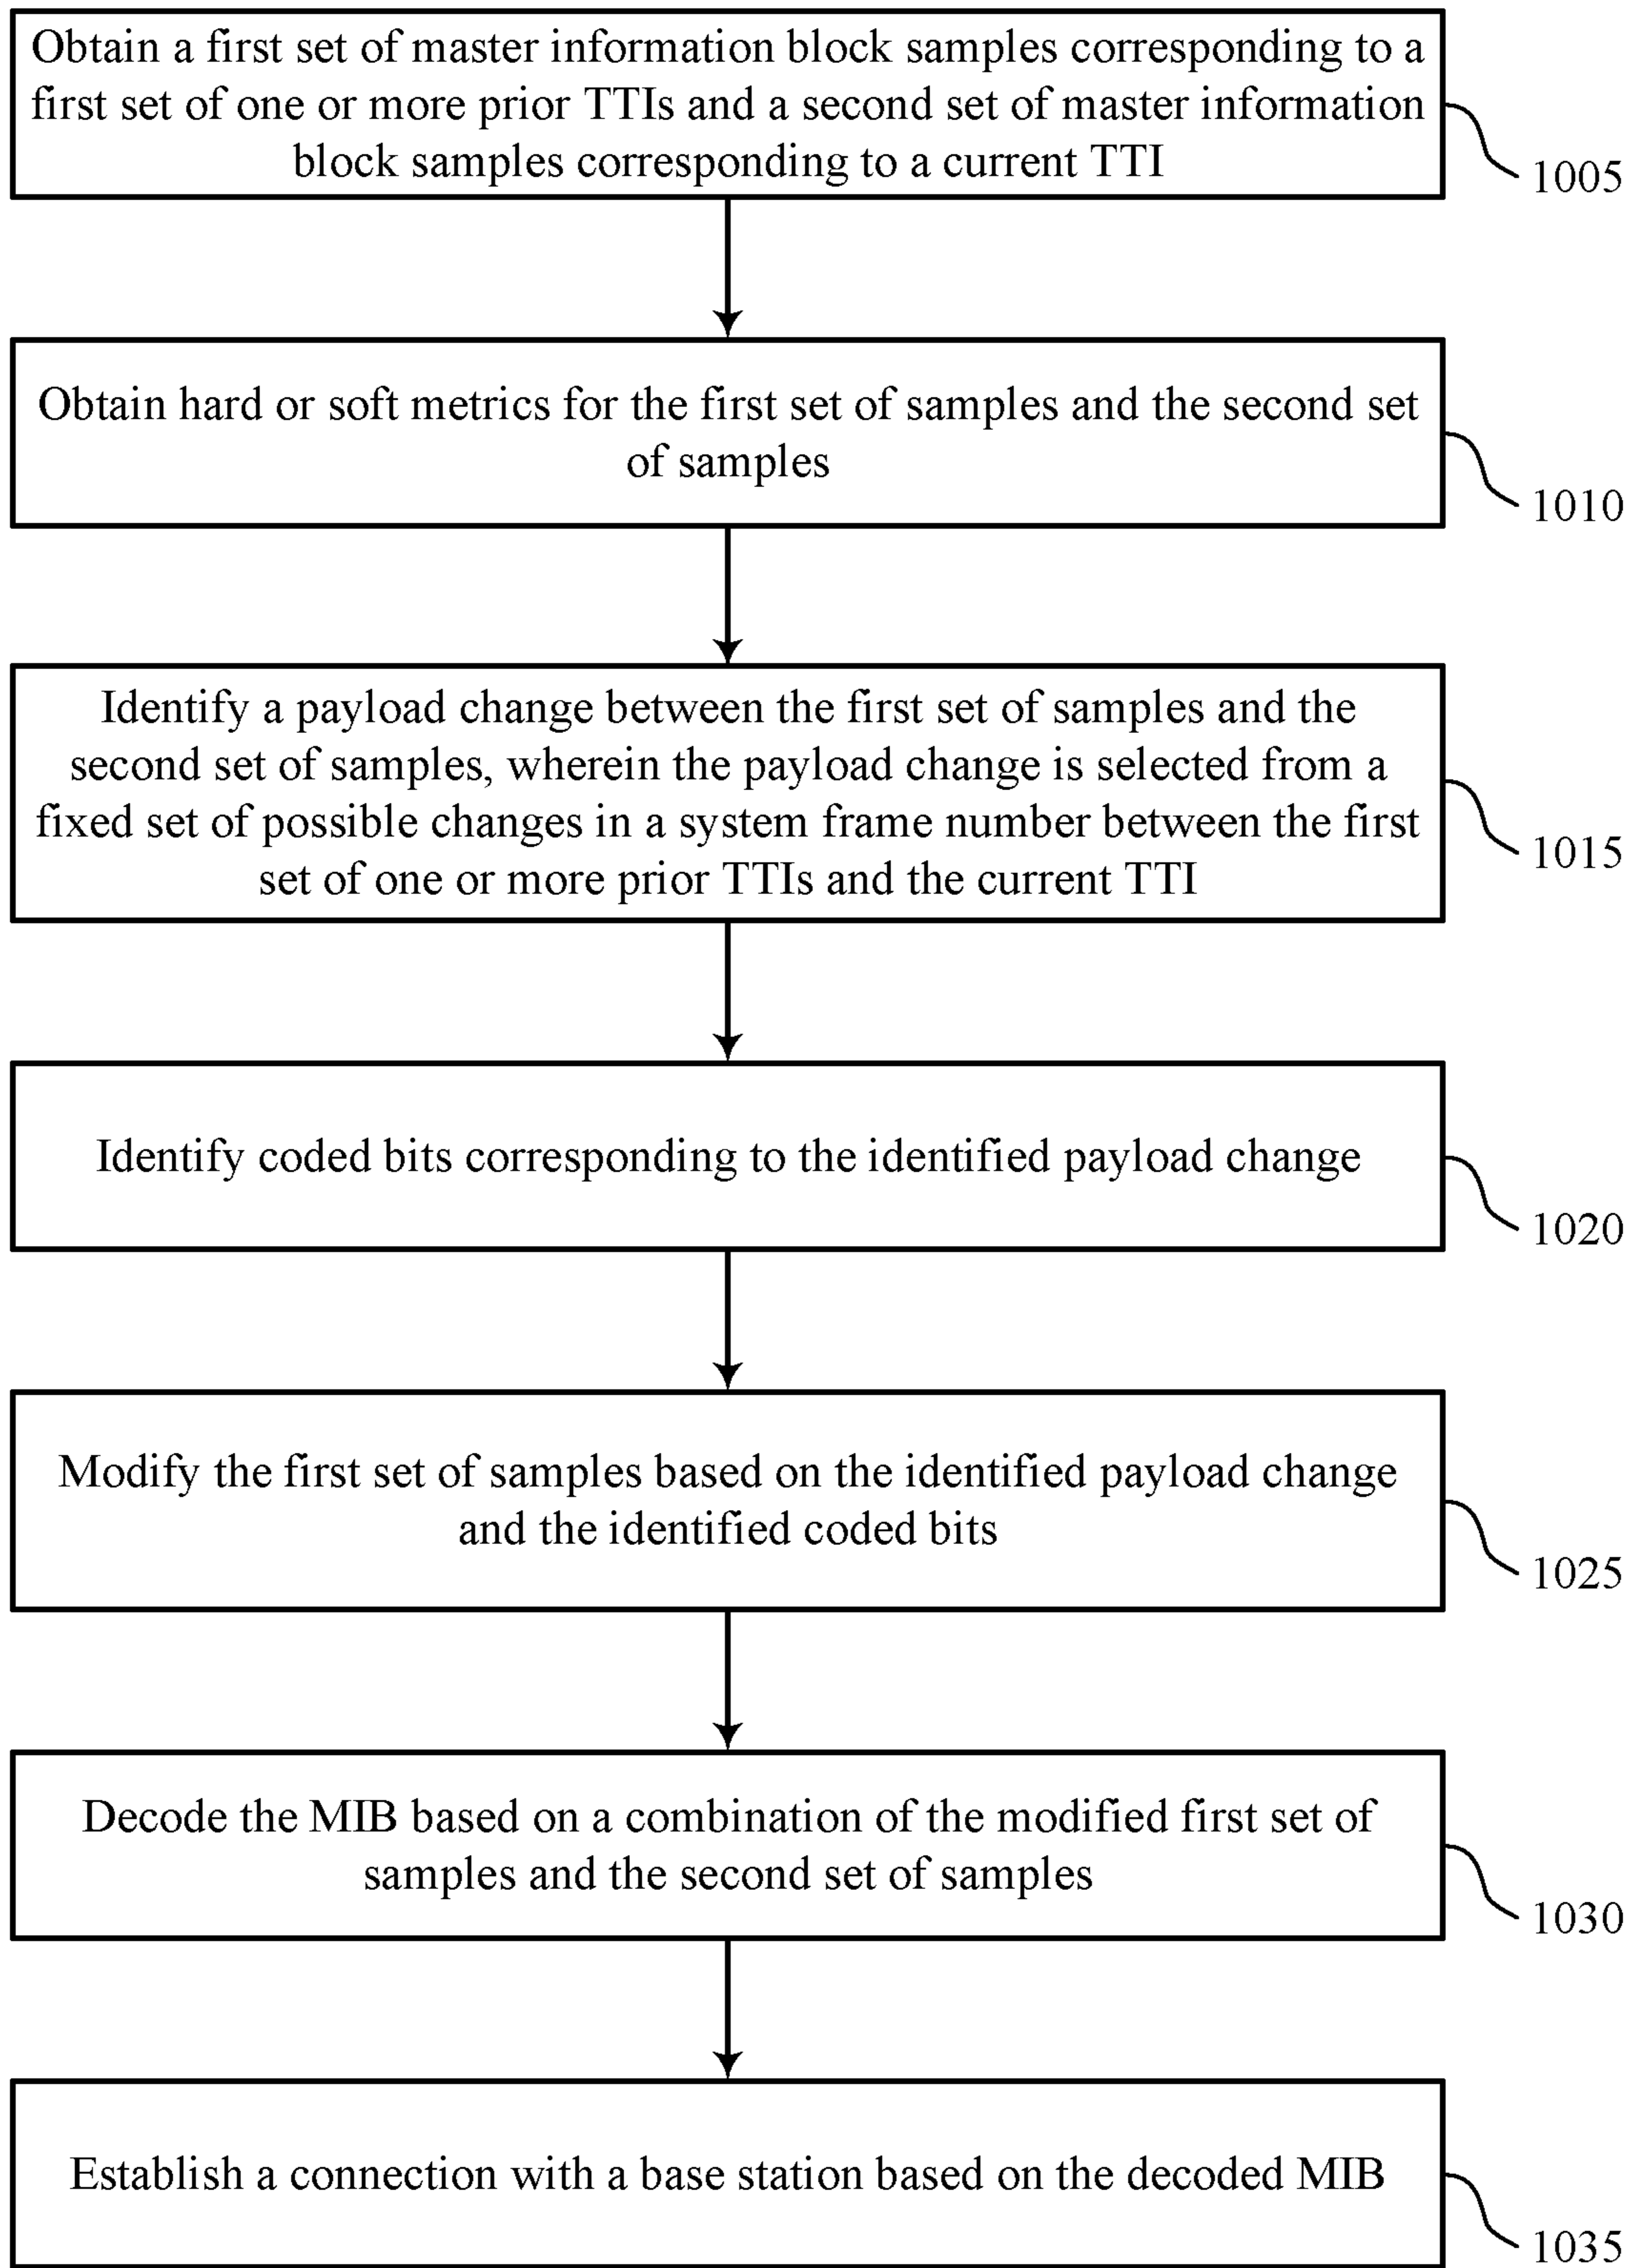 Obtain a first set of master information block samples corresponding to a
first set of one or more prior TTIs and a second set of master information
block samples corresponding to a current TTI
1005
Obtain hard or soft metrics for the first set of samples and the second set
of samples
1010
Identify a payload change between the first set of samples and the
second set of samples, wherein the payload change is selected from a
fixed set of possible changes in a system frame number between the first
set of one or more prior TTIs and the current TTI
1015
Identify coded bits corresponding to the identified payload change
1020
Modify the first set of samples based on the identified payload change
and the identified coded bits
1025
Decode the MIB based on a combination of the modified first set of
samples and the second set of samples
1030
Establish a connection with a base station based on the decoded MIB
1035